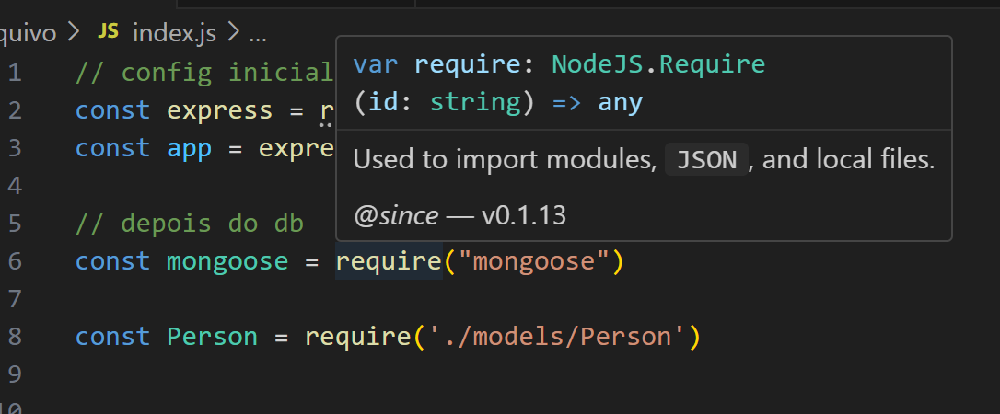 quivo > JS index.js > ...
1 // config inicial
2 const express = r
3 const app = expre
4
5 // depois do db
6 const mongoose = require("mongoose")
7
8 const Person = require('./models/Person')
9
10
var require: NodeJS.Require
(id: string) => any
Used to import modules, JSON, and local files.
@since — v0.1.13